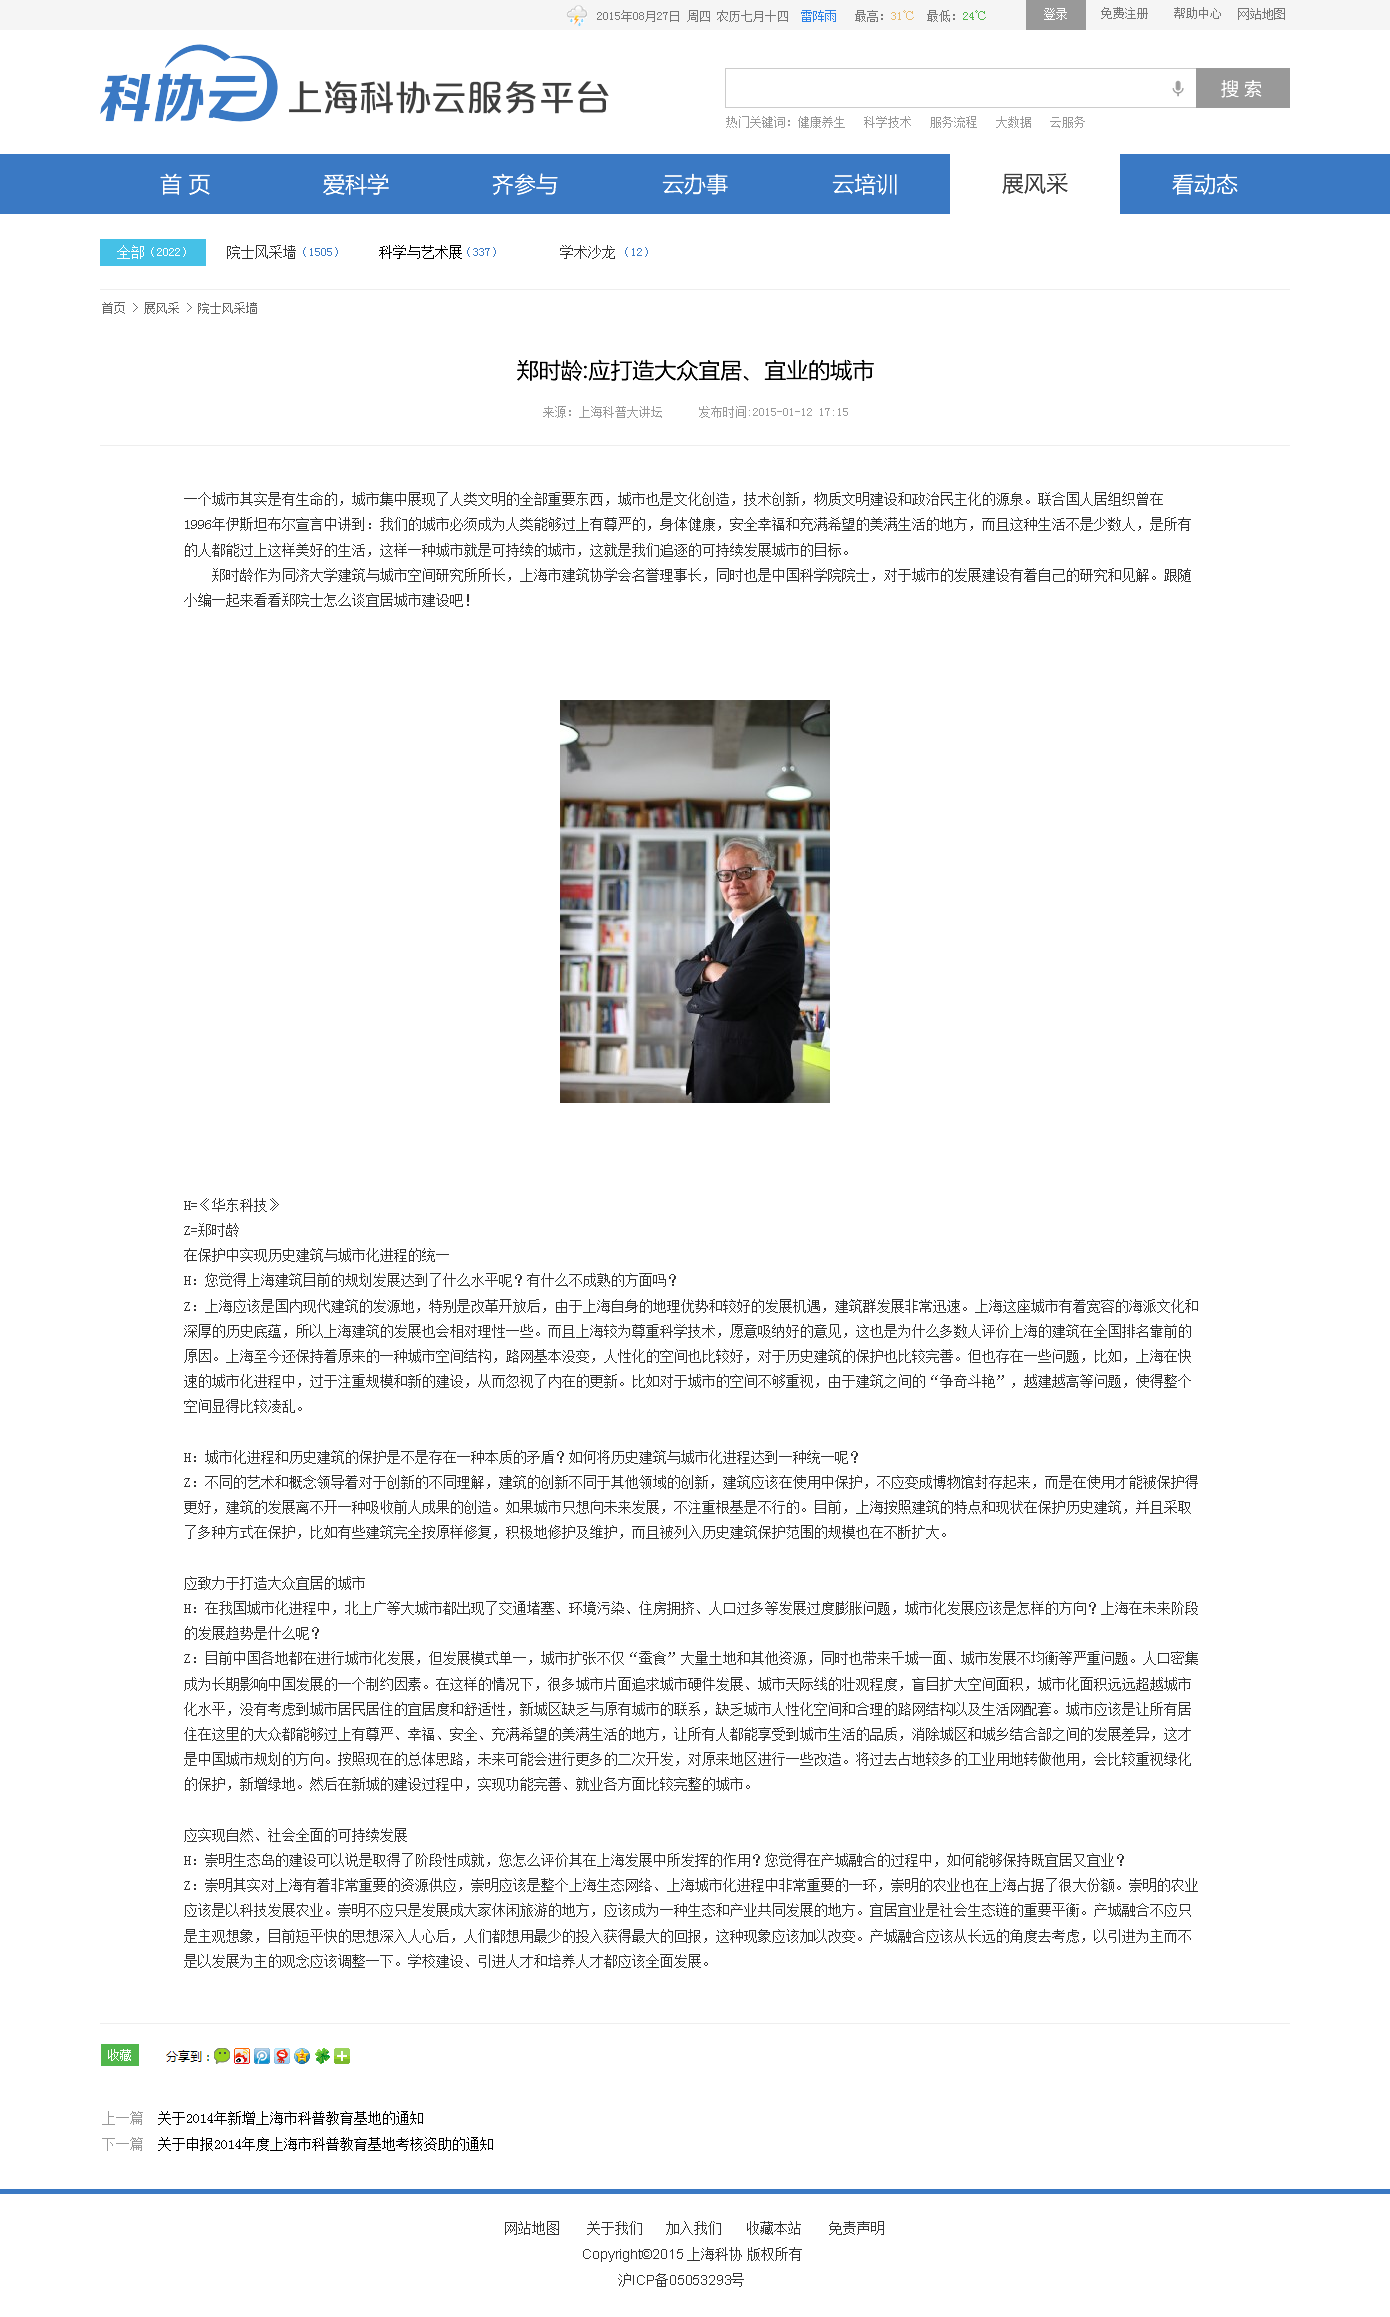 2015年08月27日 周四 农历七月十四 雷阵雨 最高：31℃ 最低：24℃ 登录 免费注册 帮助中心 网站地图
科协云 上海科协云服务平台
搜 索
热门关键词：健康养生 科学技术 服务流程 大数据 云服务
首 页 爱科学 齐参与 云办事 云培训 展风采 看动态
全部（2022） 院士风采墙（1505） 科学与艺术展（337） 学术沙龙（12）
首页 > 展风采 > 院士风采墙
郑时龄:应打造大众宜居、宜业的城市
来源：上海科普大讲坛 发布时间:2015-01-12 17:15
一个城市其实是有生命的，城市集中展现了人类文明的全部重要东西，城市也是文化创造，技术创新，物质文明建设和政治民主化的源泉。联合国人居组织曾在
1996年伊斯坦布尔宣言中讲到：我们的城市必须成为人类能够过上有尊严的，身体健康，安全幸福和充满希望的美满生活的地方，而且这种生活不是少数人，是所有
的人都能过上这样美好的生活，这样一种城市就是可持续的城市，这就是我们追逐的可持续发展城市的目标。
郑时龄作为同济大学建筑与城市空间研究所所长，上海市建筑协学会名誉理事长，同时也是中国科学院院士，对于城市的发展建设有着自己的研究和见解。跟随
小编一起来看看郑院士怎么谈宜居城市建设吧！
H=《华东科技》
Z=郑时龄
在保护中实现历史建筑与城市化进程的统一
H：您觉得上海建筑目前的规划发展达到了什么水平呢？有什么不成熟的方面吗？
Z：上海应该是国内现代建筑的发源地，特别是改革开放后，由于上海自身的地理优势和较好的发展机遇，建筑群发展非常迅速。上海这座城市有着宽容的海派文化和
深厚的历史底蕴，所以上海建筑的发展也会相对理性一些。而且上海较为尊重科学技术，愿意吸纳好的意见，这也是为什么多数人评价上海的建筑在全国排名靠前的
原因。上海至今还保持着原来的一种城市空间结构，路网基本没变，人性化的空间也比较好，对于历史建筑的保护也比较完善。但也存在一些问题，比如，上海在快
速的城市化进程中，过于注重规模和新的建设，从而忽视了内在的更新。比如对于城市的空间不够重视，由于建筑之间的“争奇斗艳”，越建越高等问题，使得整个
空间显得比较凌乱。
H：城市化进程和历史建筑的保护是不是存在一种本质的矛盾？如何将历史建筑与城市化进程达到一种统一呢？
Z：不同的艺术和概念领导着对于创新的不同理解，建筑的创新不同于其他领域的创新，建筑应该在使用中保护，不应变成博物馆封存起来，而是在使用才能被保护得
更好，建筑的发展离不开一种吸收前人成果的创造。如果城市只想向未来发展，不注重根基是不行的。目前，上海按照建筑的特点和现状在保护历史建筑，并且采取
了多种方式在保护，比如有些建筑完全按原样修复，积极地修护及维护，而且被列入历史建筑保护范围的规模也在不断扩大。
应致力于打造大众宜居的城市
H：在我国城市化进程中，北上广等大城市都出现了交通堵塞、环境污染、住房拥挤、人口过多等发展过度膨胀问题，城市化发展应该是怎样的方向？上海在未来阶段
的发展趋势是什么呢？
Z：目前中国各地都在进行城市化发展，但发展模式单一，城市扩张不仅“蚕食”大量土地和其他资源，同时也带来千城一面、城市发展不均衡等严重问题。人口密集
成为长期影响中国发展的一个制约因素。在这样的情况下，很多城市片面追求城市硬件发展、城市天际线的壮观程度，盲目扩大空间面积，城市化面积远远超越城市
化水平，没有考虑到城市居民居住的宜居度和舒适性，新城区缺乏与原有城市的联系，缺乏城市人性化空间和合理的路网结构以及生活网配套。城市应该是让所有居
住在这里的大众都能够过上有尊严、幸福、安全、充满希望的美满生活的地方，让所有人都能享受到城市生活的品质，消除城区和城乡结合部之间的发展差异，这才
是中国城市规划的方向。按照现在的总体思路，未来可能会进行更多的二次开发，对原来地区进行一些改造。将过去占地较多的工业用地转做他用，会比较重视绿化
的保护，新增绿地。然后在新城的建设过程中，实现功能完善、就业各方面比较完整的城市。
应实现自然、社会全面的可持续发展
H：崇明生态岛的建设可以说是取得了阶段性成就，您怎么评价其在上海发展中所发挥的作用？您觉得在产城融合的过程中，如何能够保持既宜居又宜业？
Z：崇明其实对上海有着非常重要的资源供应，崇明应该是整个上海生态网络、上海城市化进程中非常重要的一环，崇明的农业也在上海占据了很大份额。崇明的农业
应该是以科技发展农业。崇明不应只是发展成大家休闲旅游的地方，应该成为一种生态和产业共同发展的地方。宜居宜业是社会生态链的重要平衡。产城融合不应只
是主观想象，目前短平快的思想深入人心后，人们都想用最少的投入获得最大的回报，这种现象应该加以改变。产城融合应该从长远的角度去考虑，以引进为主而不
是以发展为主的观念应该调整一下。学校建设、引进人才和培养人才都应该全面发展。
收藏 分享到：
上一篇 关于2014年新增上海市科普教育基地的通知
下一篇 关于申报2014年度上海市科普教育基地考核资助的通知
网站地图 关于我们 加入我们 收藏本站 免责声明
Copyright©2015 上海科协 版权所有
沪ICP备05053293号